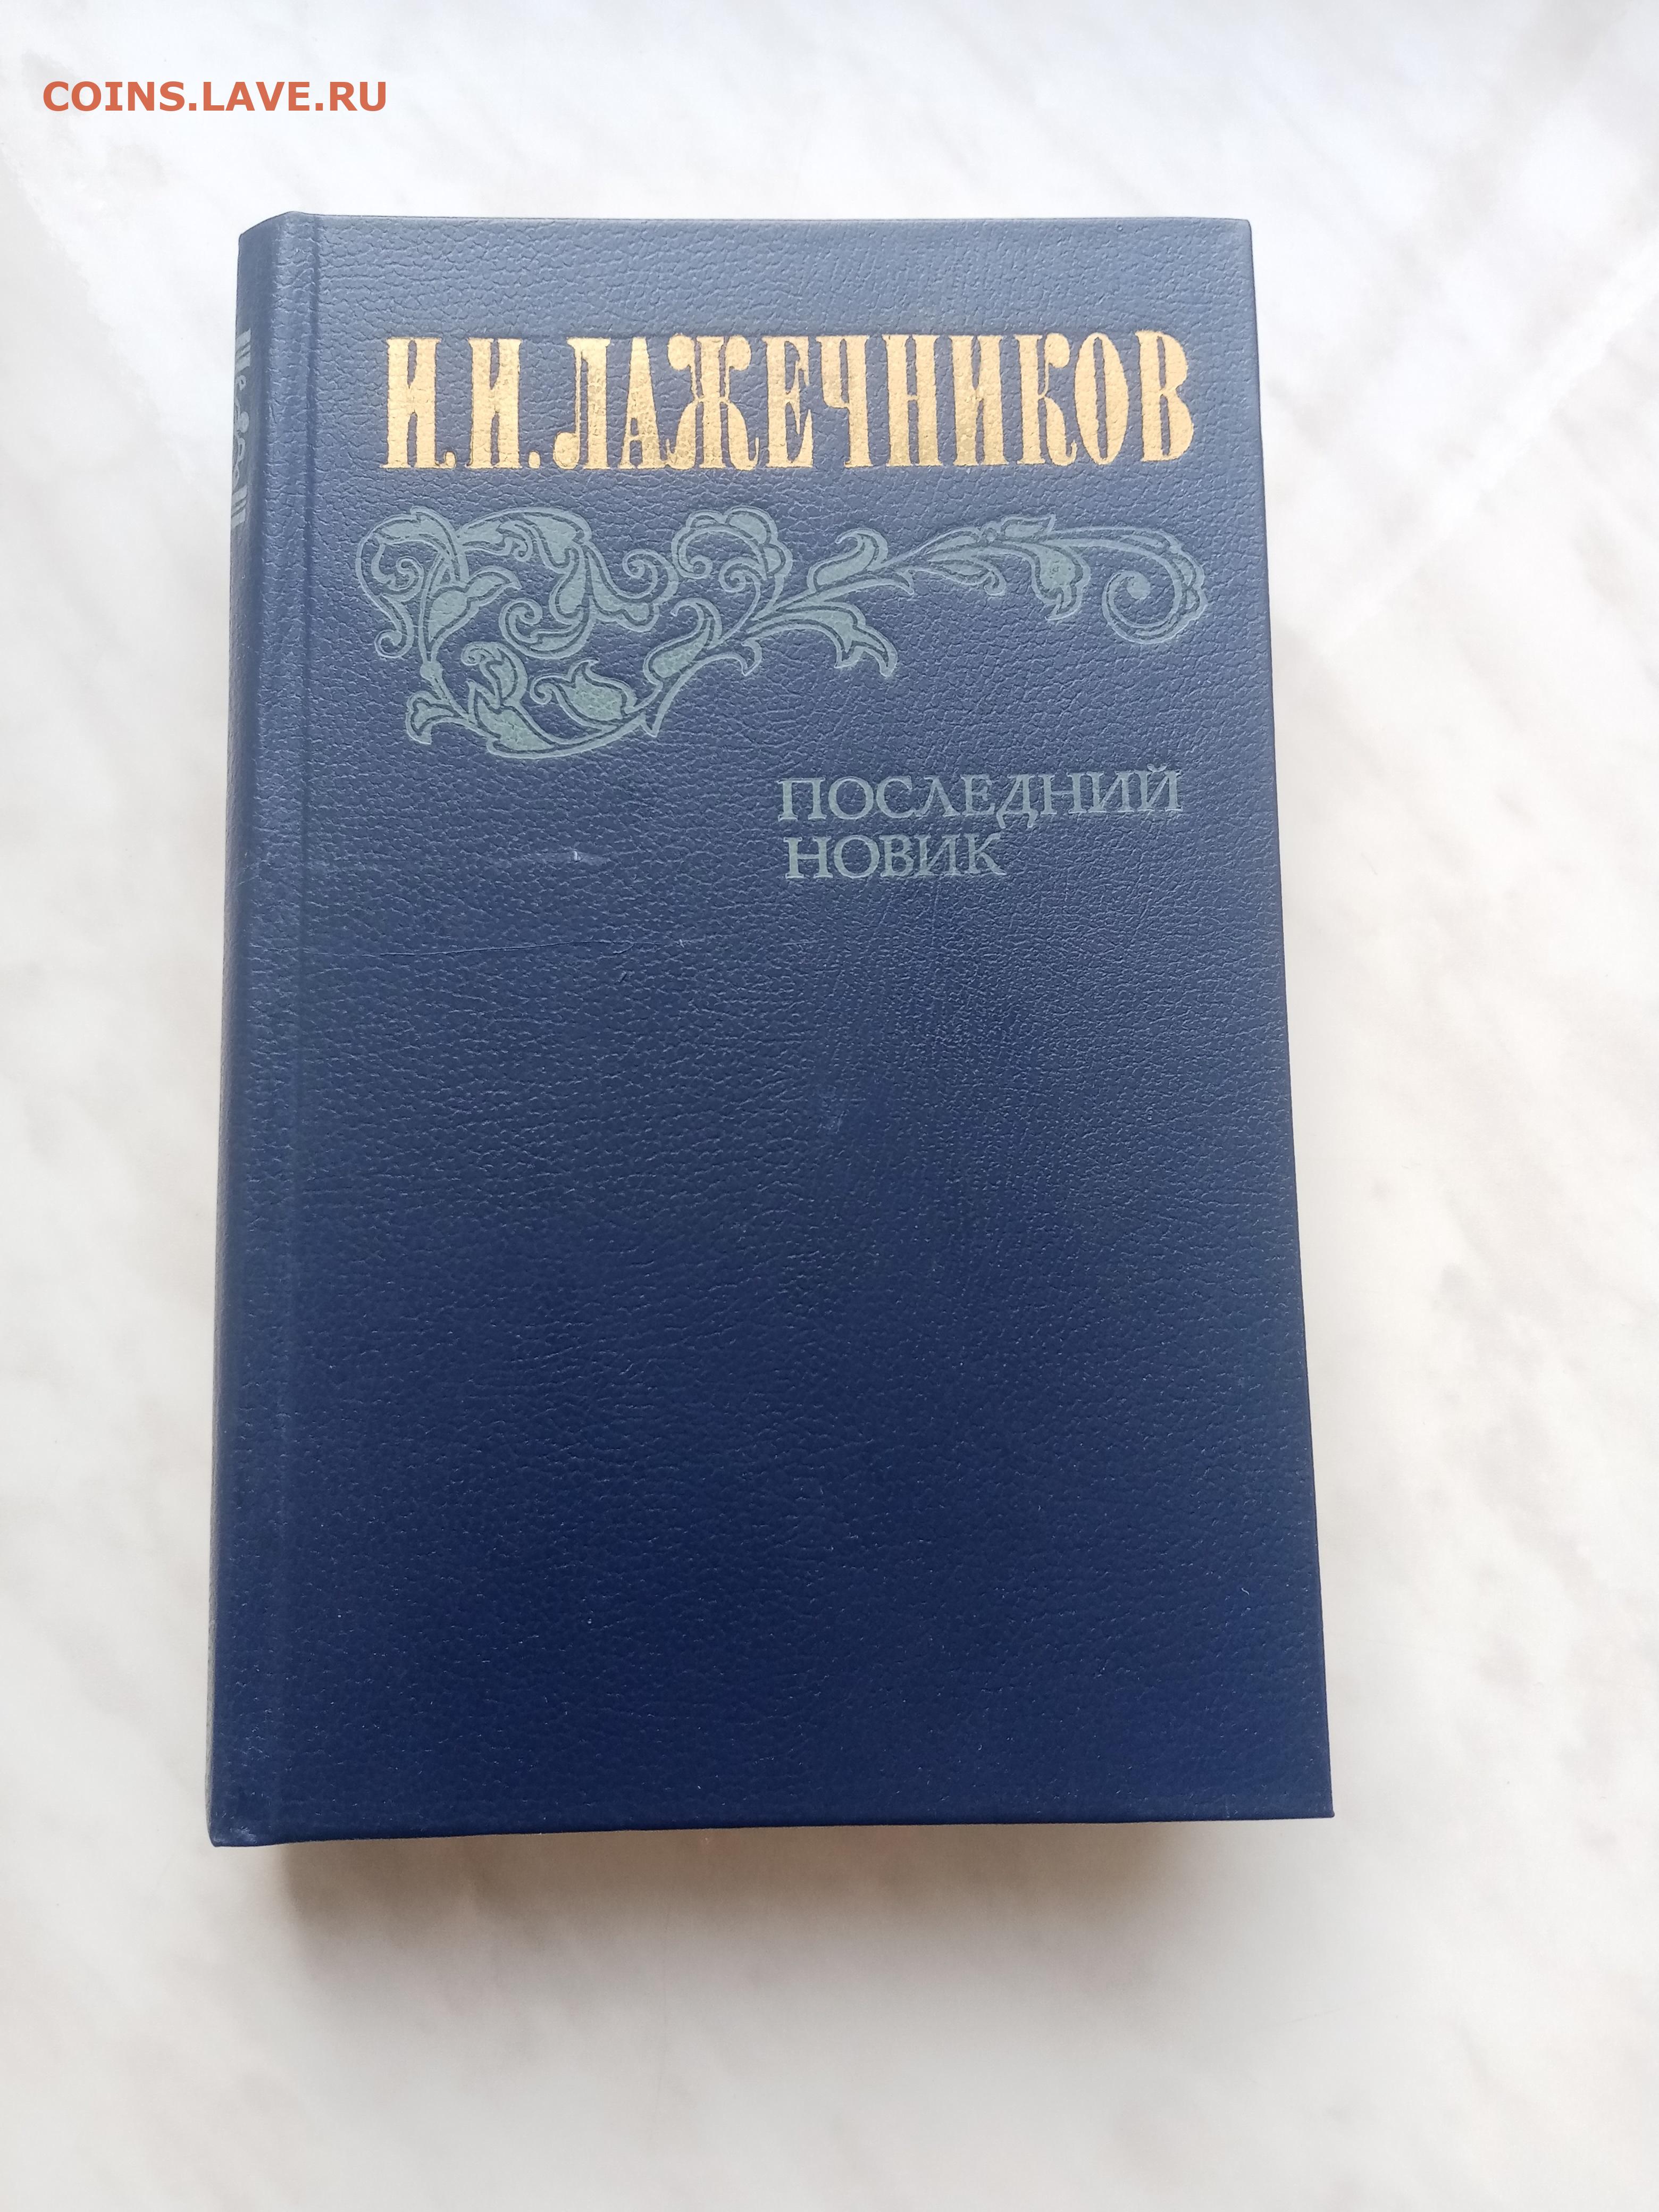 COINS.LAVE.RU
И.И.ЛАЖЕЧНИКОВ
ПОСЛЕДНИЙ
НОВИК